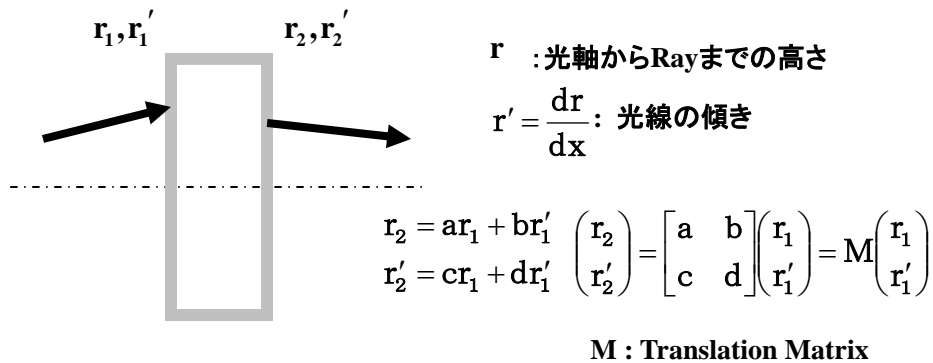 r₁,r₁′ r₂,r₂′
r :光軸からRayまでの高さ
r′ = dr/dx : 光線の傾き
r₂ = ar₁ + br₁′
r₂′ = cr₁ + dr₁′
(r₂ r₂′) = [a b c d](r₁ r₁′) = M(r₁ r₁′)
M : Translation Matrix